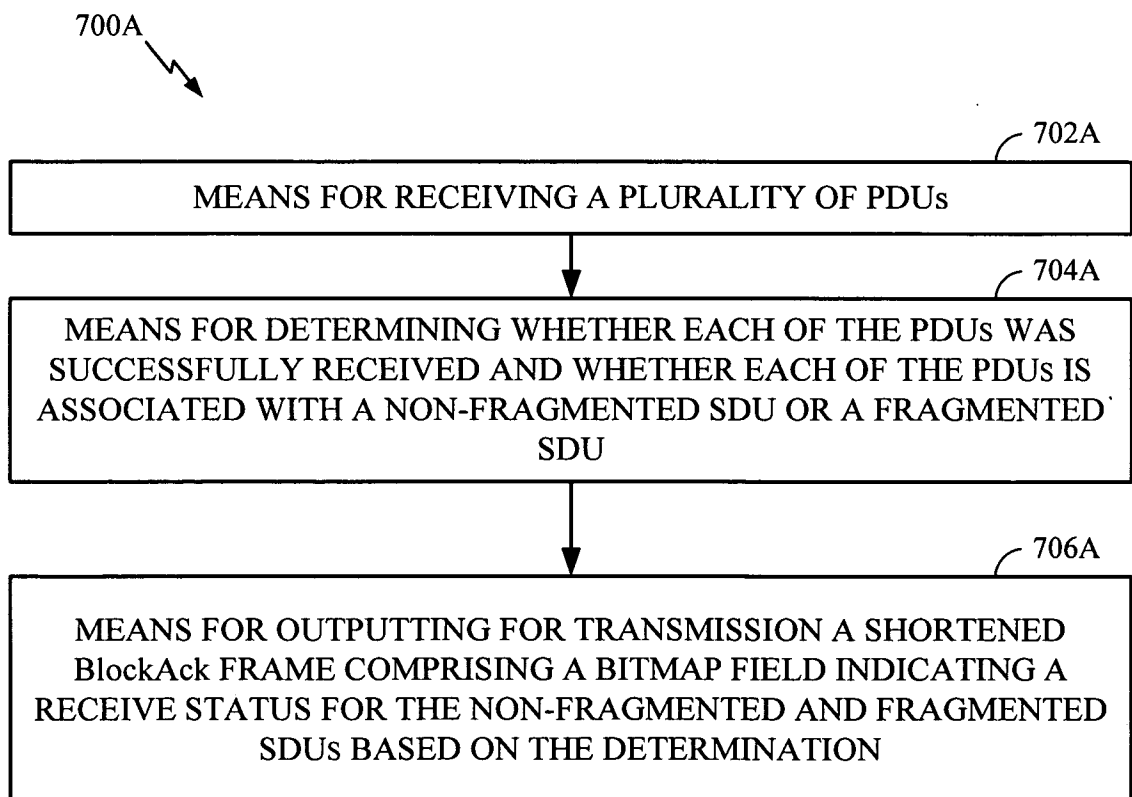 700A
702A
MEANS FOR RECEIVING A PLURALITY OF PDUs
704A
MEANS FOR DETERMINING WHETHER EACH OF THE PDUs WAS
SUCCESSFULLY RECEIVED AND WHETHER EACH OF THE PDUs IS
ASSOCIATED WITH A NON-FRAGMENTED SDU OR A FRAGMENTED
SDU
706A
MEANS FOR OUTPUTTING FOR TRANSMISSION A SHORTENED
BlockAck FRAME COMPRISING A BITMAP FIELD INDICATING A
RECEIVE STATUS FOR THE NON-FRAGMENTED AND FRAGMENTED
SDUs BASED ON THE DETERMINATION